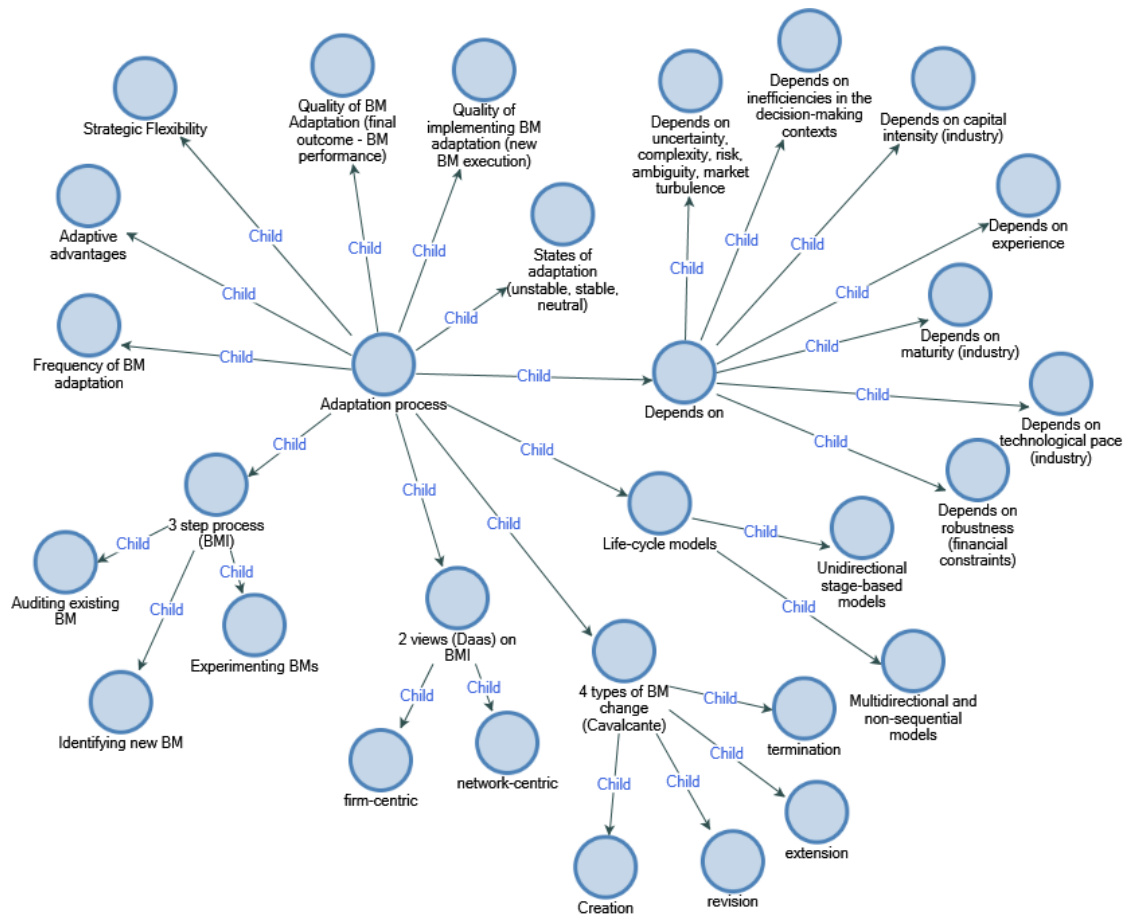 Strategic Flexibility
Quality of BM
Adaptation (final
outcome - BM
performance)
Quality of
implementing BM
adaptation (new
BM execution)
Depends on
uncertainty,
complexity, risk,
ambiguity, market
turbulence
Depends on
inefficiencies in the
decision-making
contexts
Depends on capital
intensity (industry)
Adaptive
advantages
States of
adaptation
(unstable, stable,
neutral)
Depends on
experience
Child
Child
Child
Child
Child
Child
Child
Child
Child
Child
Child
Child
Child
Frequency of BM
adaptation
Depends on
maturity (industry)
Adaptation process
Depends on
Child
Child
Depends on
technological pace
(industry)
Child
Child
Child
Child
Child
3 step process
(BMI)
Life-cycle models
Depends on
robustness
(financial
constraints)
Child
Child
Child
Child
Child
Unidirectional
stage-based
models
Auditing existing
BM
Experimenting BMs
Identifying new BM
2 views (Daas) on
BMI
Child
Child
4 types of BM
change
(Cavalcante)
Multidirectional and
non-sequential
models
Child
termination
Child
Child
Child
firm-centric
network-centric
Creation
revision
extension